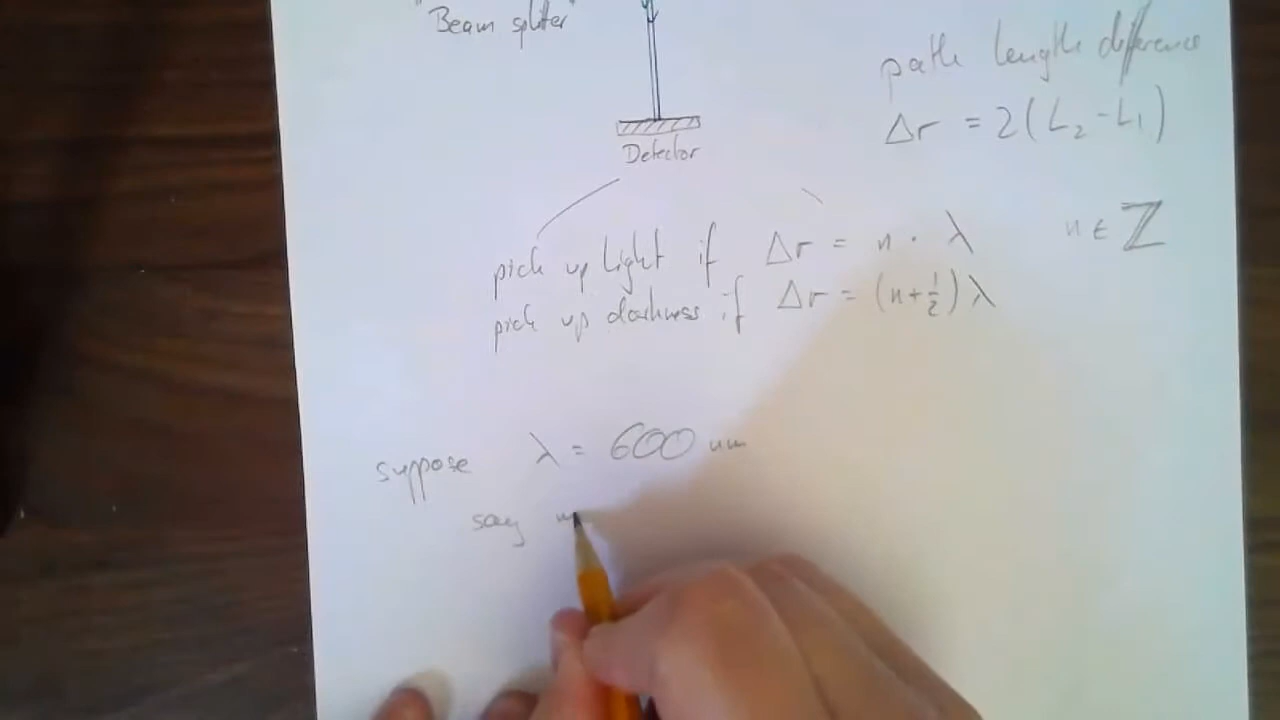 "Beam spliter"
path length difference
Δr = 2(L₂-L₁)
Detector
pick up light if Δr = n · λ n ∈ ℤ
pick up darkness if Δr = (n+½)λ
suppose λ = 600 nm
say